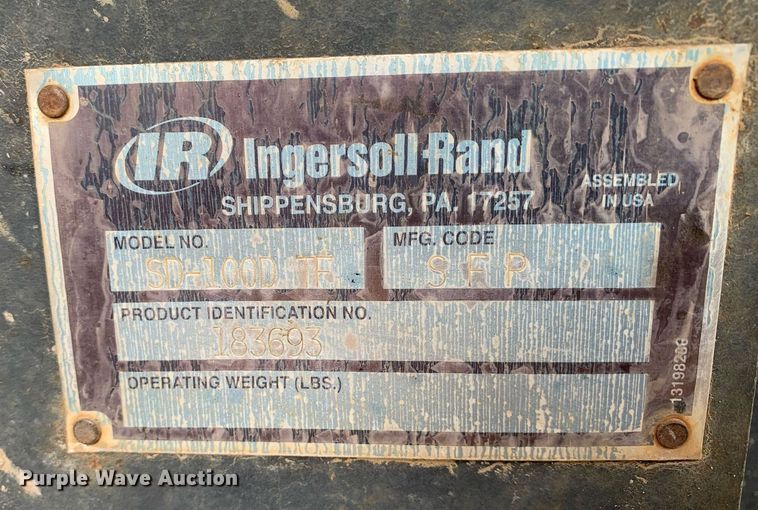 IR Ingersoll-Rand
SHIPPENSBURG, PA. 17257
ASSEMBLED
IN USA
MODEL NO.
SD-100D TF
MFG. CODE
SFP
PRODUCT IDENTIFICATION NO.
183693
OPERATING WEIGHT (LBS.)
Purple Wave Auction